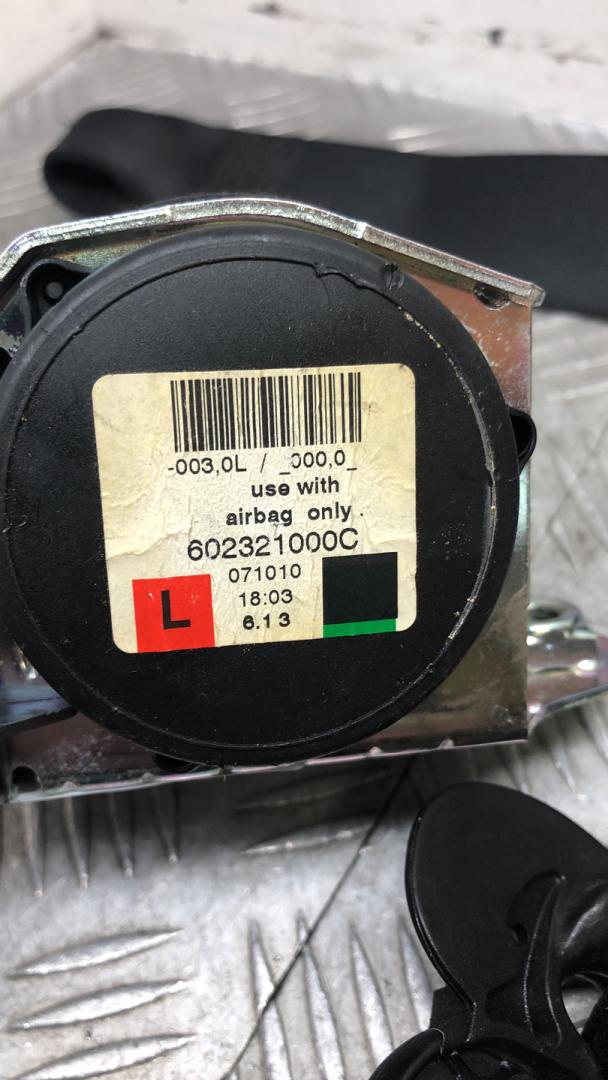 -003,0L / _000,0_
use with
airbag only
602321000C
071010
18:03
6.13
L